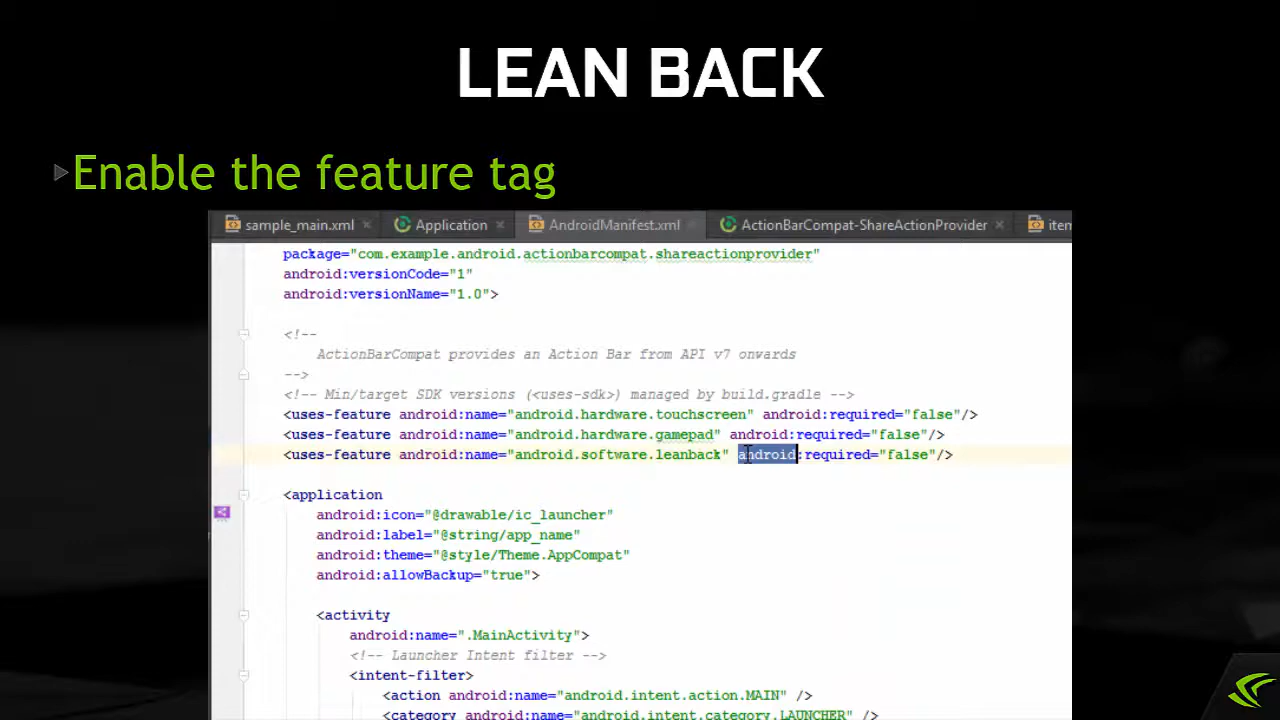 LEAN BACK
Enable the feature tag
sample_main.xml Application AndroidManifest.xml ActionBarCompat-ShareActionProvider item
package="com.example.android.actionbarcompat.shareactionprovider"
android:versionCode="1"
android:versionName="1.0">
<!--
ActionBarCompat provides an Action Bar from API v7 onwards
-->
<!-- Min/target SDK versions (<uses-sdk>) managed by build.gradle -->
<uses-feature android:name="android.hardware.touchscreen" android:required="false"/>
<uses-feature android:name="android.hardware.gamepad" android:required="false"/>
<uses-feature android:name="android.software.leanback" android:required="false"/>
<application
android:icon="@drawable/ic_launcher"
android:label="@string/app_name"
android:theme="@style/Theme.AppCompat"
android:allowBackup="true">
<activity
android:name=".MainActivity">
<!-- Launcher Intent filter -->
<intent-filter>
<action android:name="android.intent.action.MAIN" />
<category android:name="android.intent.category.LAUNCHER" />